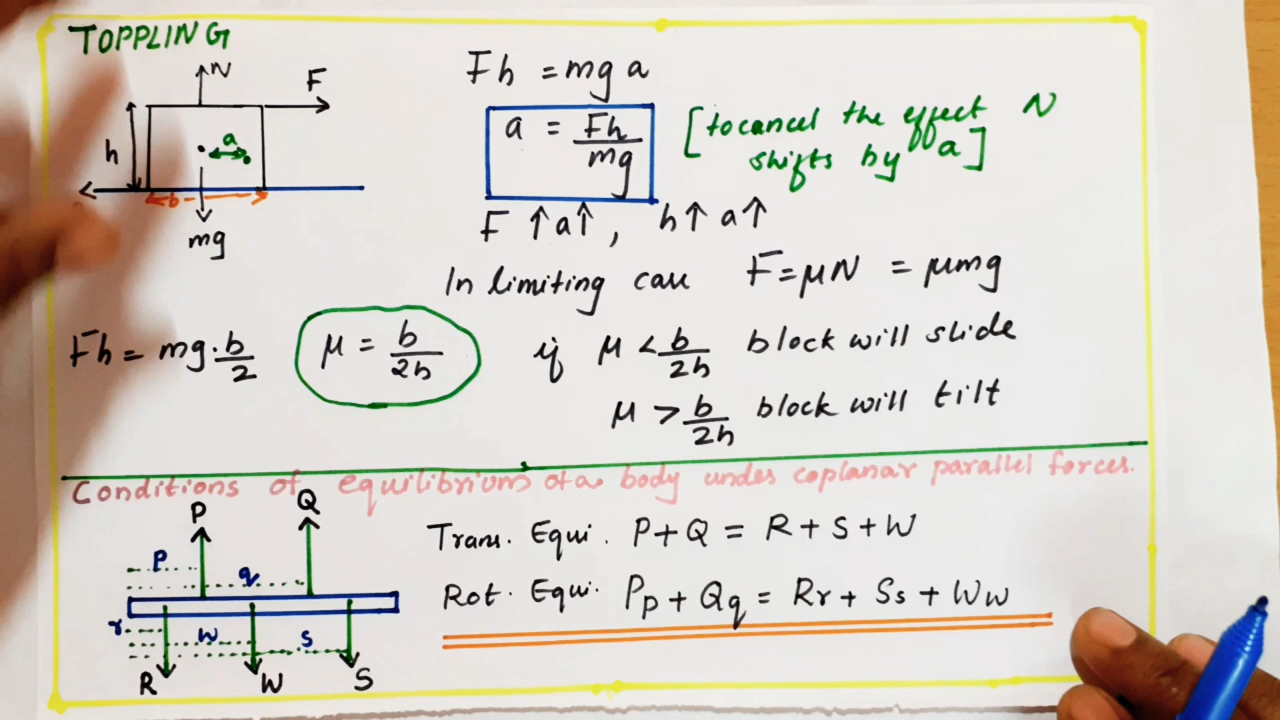 TOPPLING
N
F
h
a
b
mg
Fh = mg a
a = Fh/mg
[to cancel the effect N
shifts by a]
F ↑ a ↑ , h ↑ a ↑
In limiting case F = μN = μmg
Fh = mg . b/2
μ = b/2h
if μ < b/2h block will slide
μ > b/2h block will tilt
Conditions of equilibrium of a body under coplanar parallel forces.
P
Q
p
q
r
w
s
R
W
S
Trans. Equi. P + Q = R + S + W
Rot. Equi. Pp + Qq = Rr + Ss + Ww